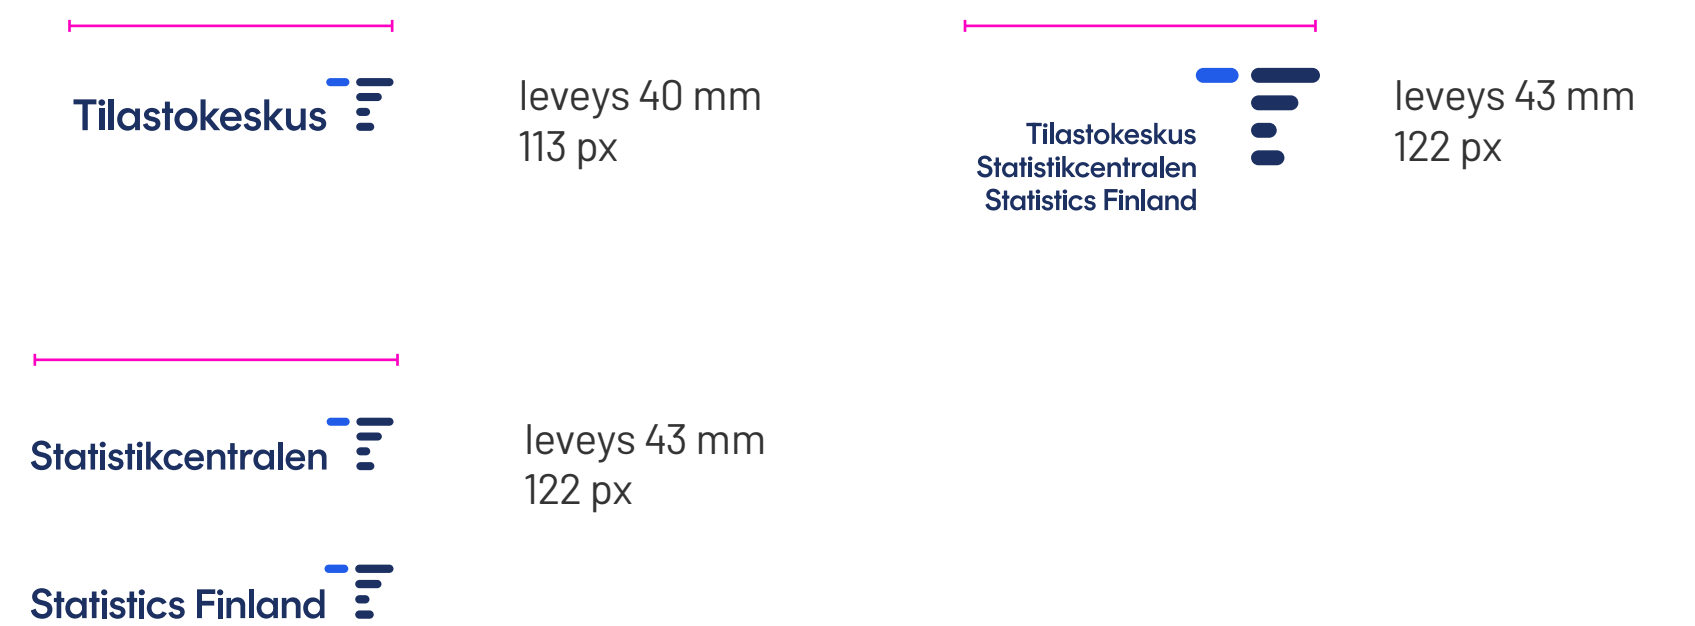 Tilastokeskus
leveys 40 mm
113 px
Tilastokeskus
Statistikcentralen
Statistics Finland
leveys 43 mm
122 px
Statistikcentralen
leveys 43 mm
122 px
Statistics Finland